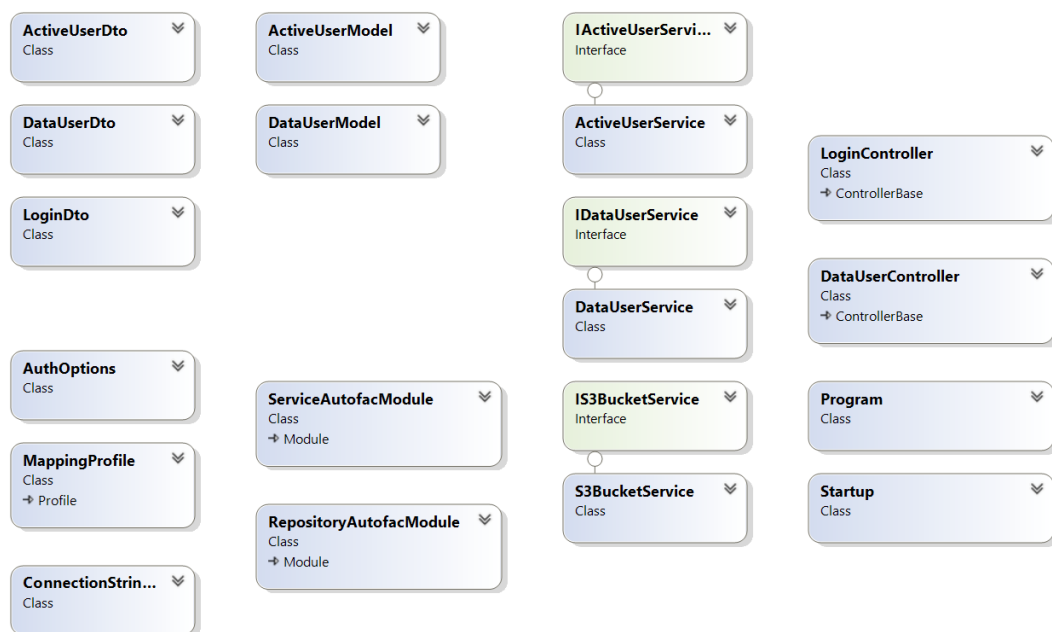 ActiveUserDto
Class
DataUserDto
Class
LoginDto
Class
AuthOptions
Class
MappingProfile
Class
Profile
ConnectionStrin...
Class
ActiveUserModel
Class
DataUserModel
Class
ServiceAutofacModule
Class
Module
RepositoryAutofacModule
Class
Module
IActiveUserServi...
Interface
ActiveUserService
Class
IDataUserService
Interface
DataUserService
Class
IS3BucketService
Interface
S3BucketService
Class
LoginController
Class
ControllerBase
DataUserController
Class
ControllerBase
Program
Class
Startup
Class